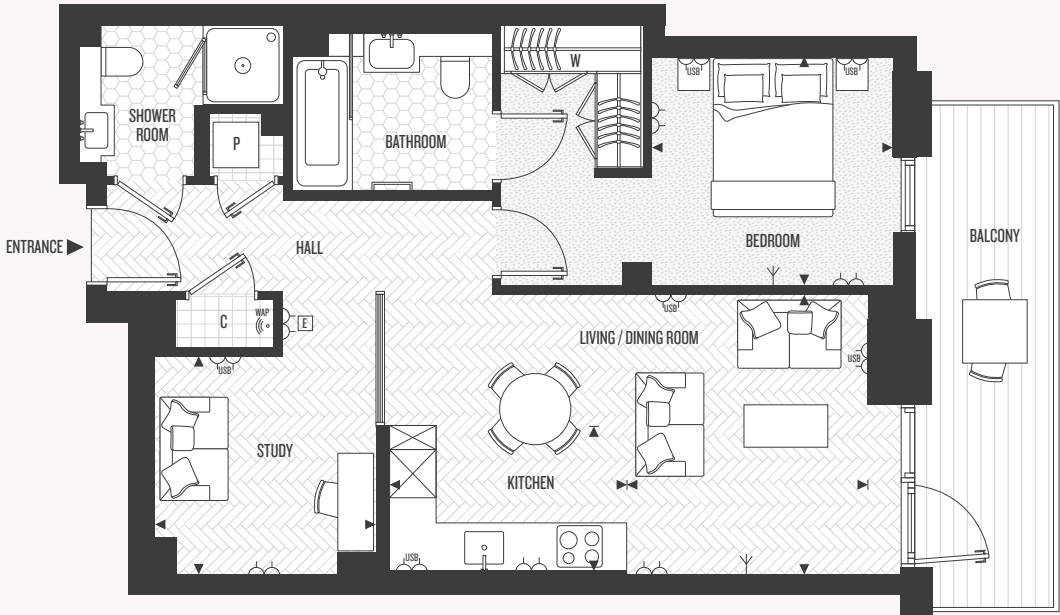 USB
W
USB
SHOWER
ROOM
P
BATHROOM
ENTRANCE
HALL
BEDROOM
BALCONY
C
WAP
E
USB
LIVING / DINING ROOM
USB
USB
STUDY
KITCHEN
USB